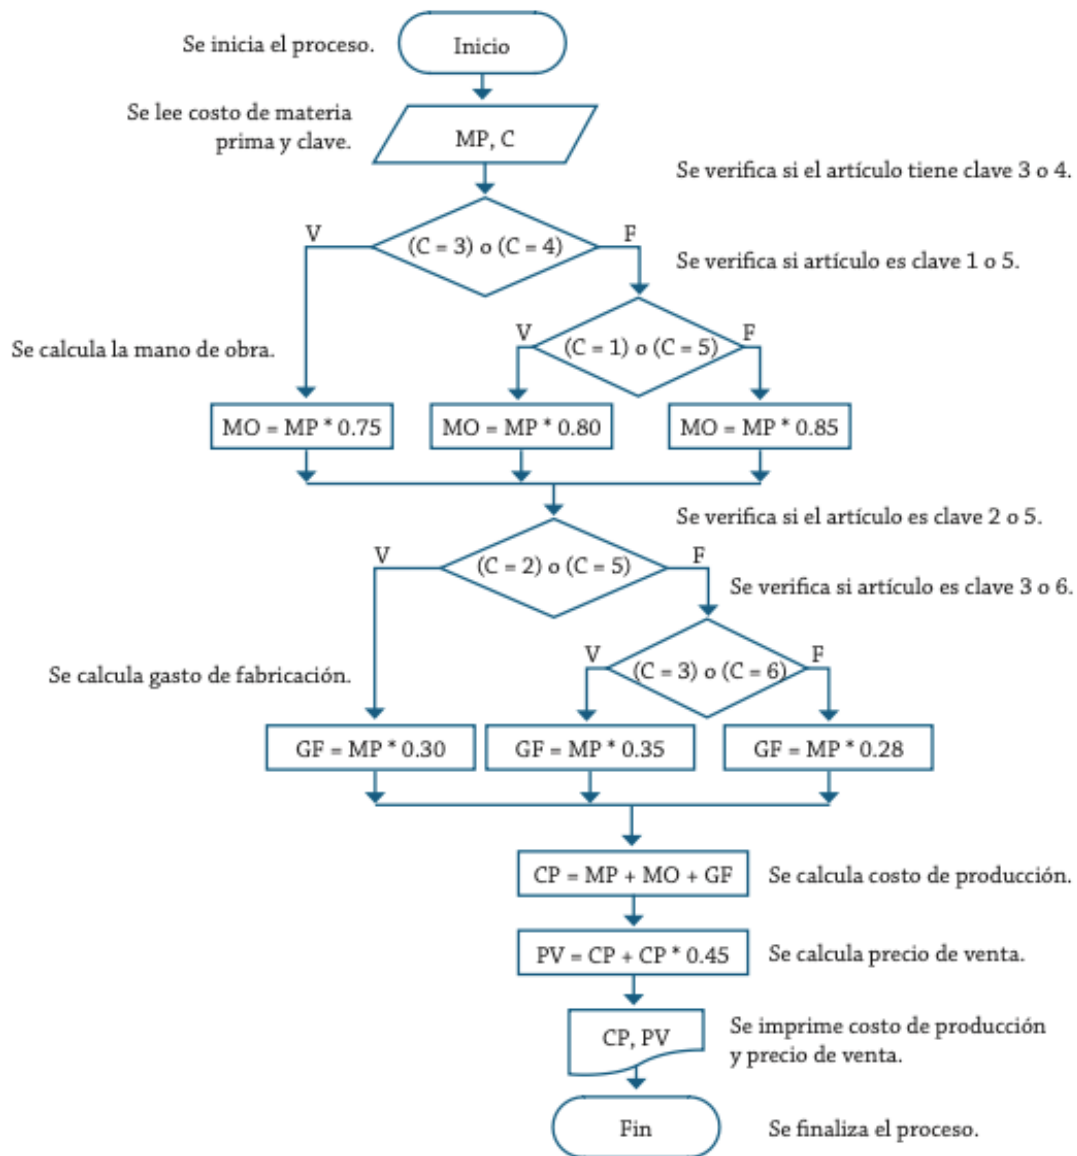 Se inicia el proceso.
Inicio
Se lee costo de materia
prima y clave.
MP, C
Se verifica si el artículo tiene clave 3 o 4.
V
(C = 3) o (C = 4)
F
Se verifica si artículo es clave 1 o 5.
V
(C = 1) o (C = 5)
F
Se calcula la mano de obra.
MO = MP * 0.75
MO = MP * 0.80
MO = MP * 0.85
Se verifica si el artículo es clave 2 o 5.
V
(C = 2) o (C = 5)
F
Se verifica si artículo es clave 3 o 6.
V
(C = 3) o (C = 6)
F
Se calcula gasto de fabricación.
GF = MP * 0.30
GF = MP * 0.35
GF = MP * 0.28
CP = MP + MO + GF
Se calcula costo de producción.
PV = CP + CP * 0.45
Se calcula precio de venta.
CP, PV
Se imprime costo de producción
y precio de venta.
Fin
Se finaliza el proceso.